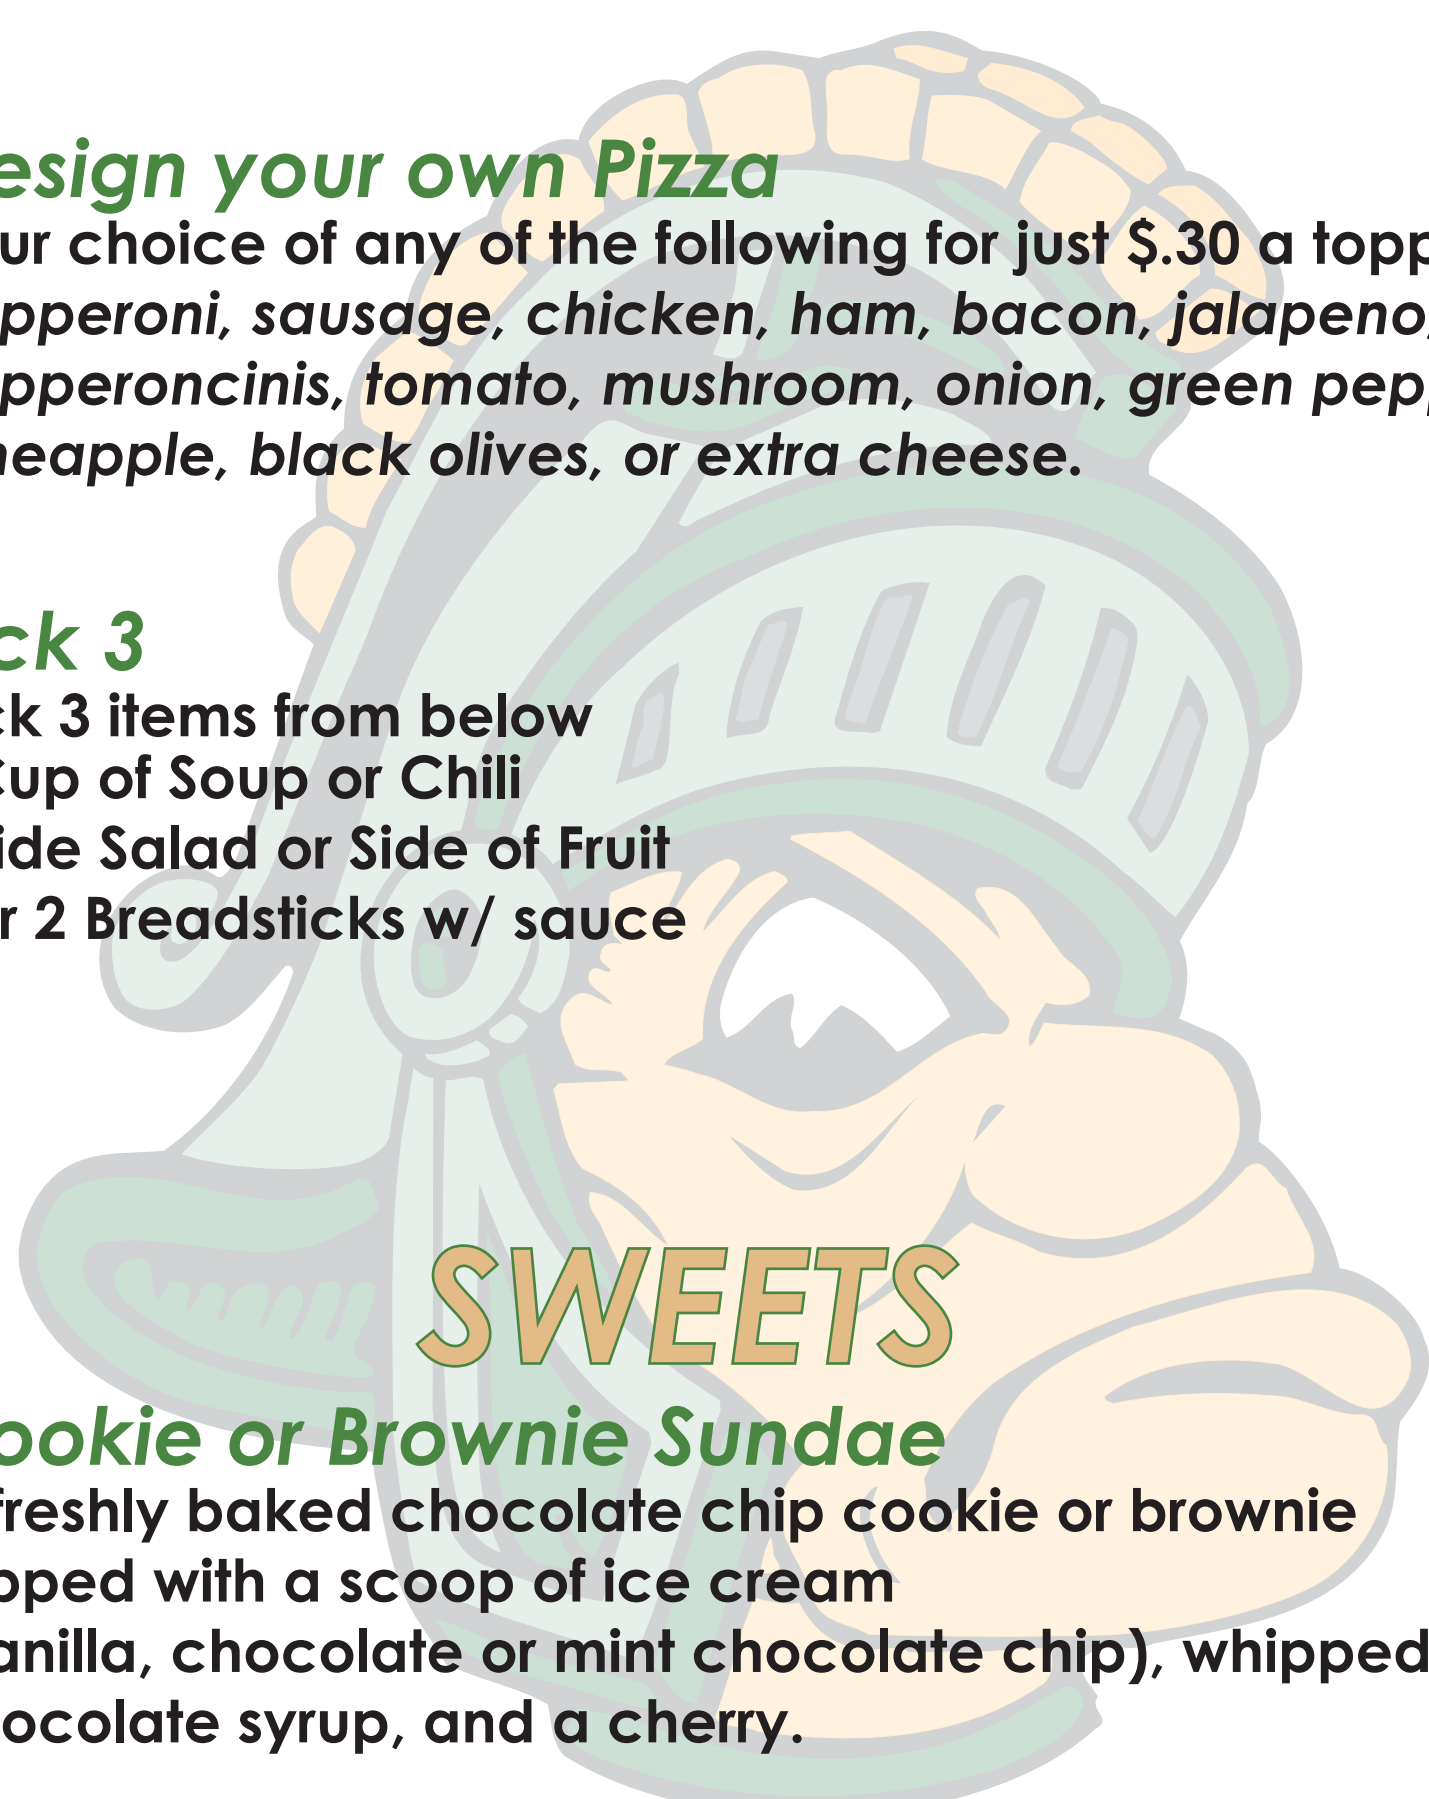 esign your own Pizza
ur choice of any of the following for just $.30 a topp
pperoni, sausage, chicken, ham, bacon, jalapeno,
pperoncinis, tomato, mushroom, onion, green pepp
neapple, black olives, or extra cheese.
ck 3
ck 3 items from below
Cup of Soup or Chili
ide Salad or Side of Fruit
r 2 Breadsticks w/ sauce
SWEETS
ookie or Brownie Sundae
freshly baked chocolate chip cookie or brownie
pped with a scoop of ice cream
anilla, chocolate or mint chocolate chip), whipped
ocolate syrup, and a cherry.